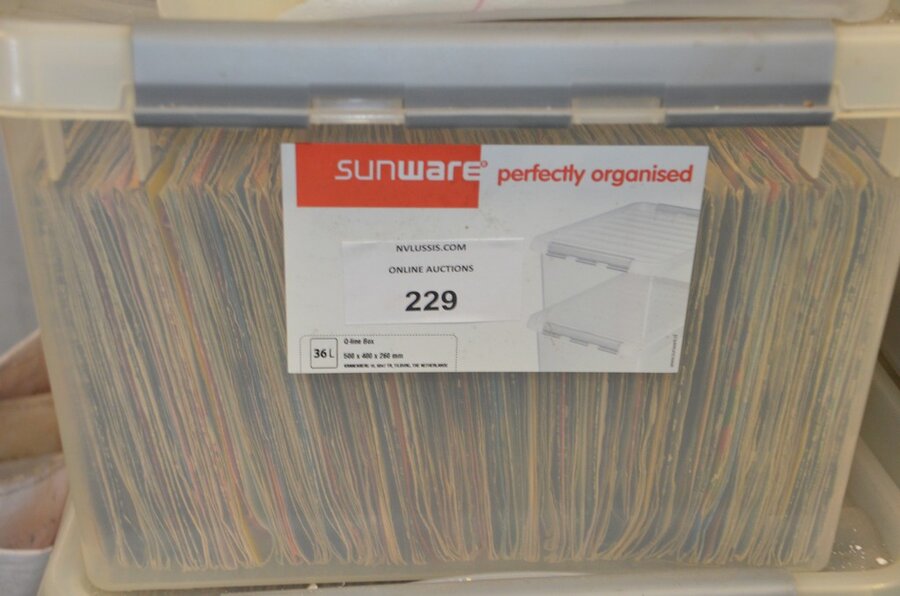 sunware®
perfectly organised
NVLUSSIS.COM
ONLINE AUCTIONS
229
36 L
Q-line Box
500 x 400 x 260 mm